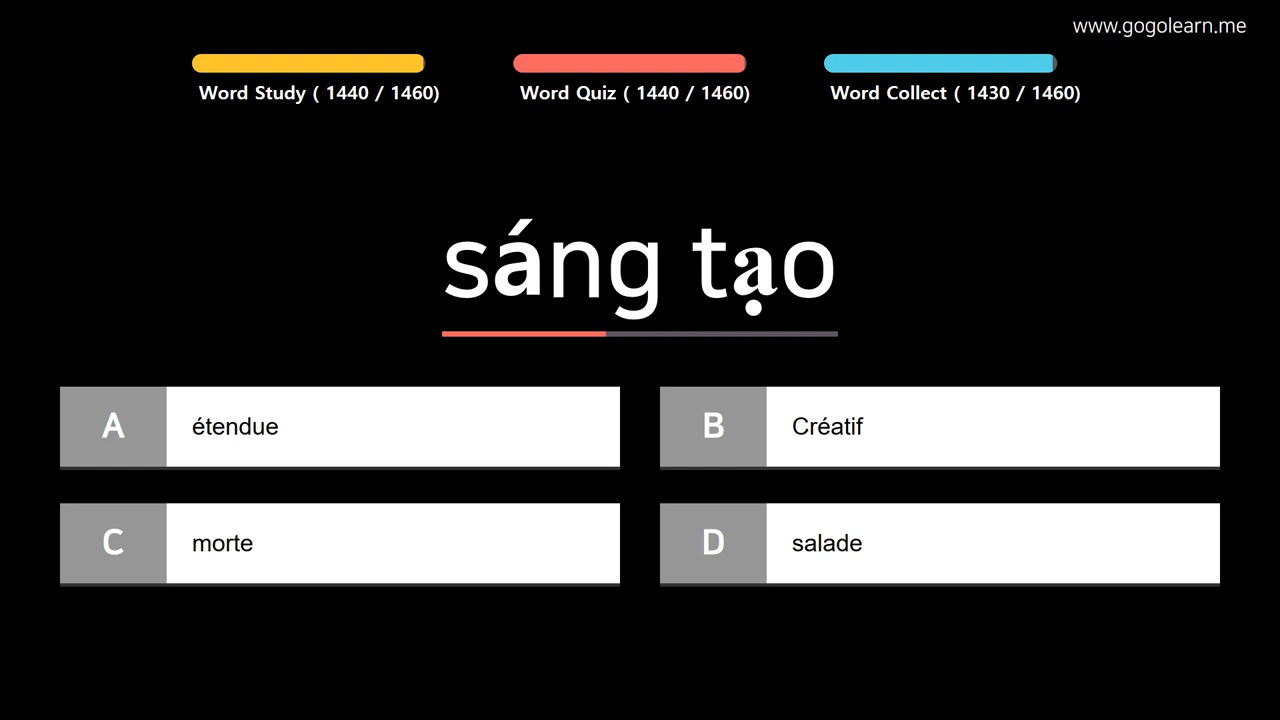 www.gogolearn.me
Word Study ( 1440 / 1460)
Word Quiz ( 1440 / 1460)
Word Collect ( 1430 / 1460)
sáng tạo
A étendue
B Créatif
C morte
D salade